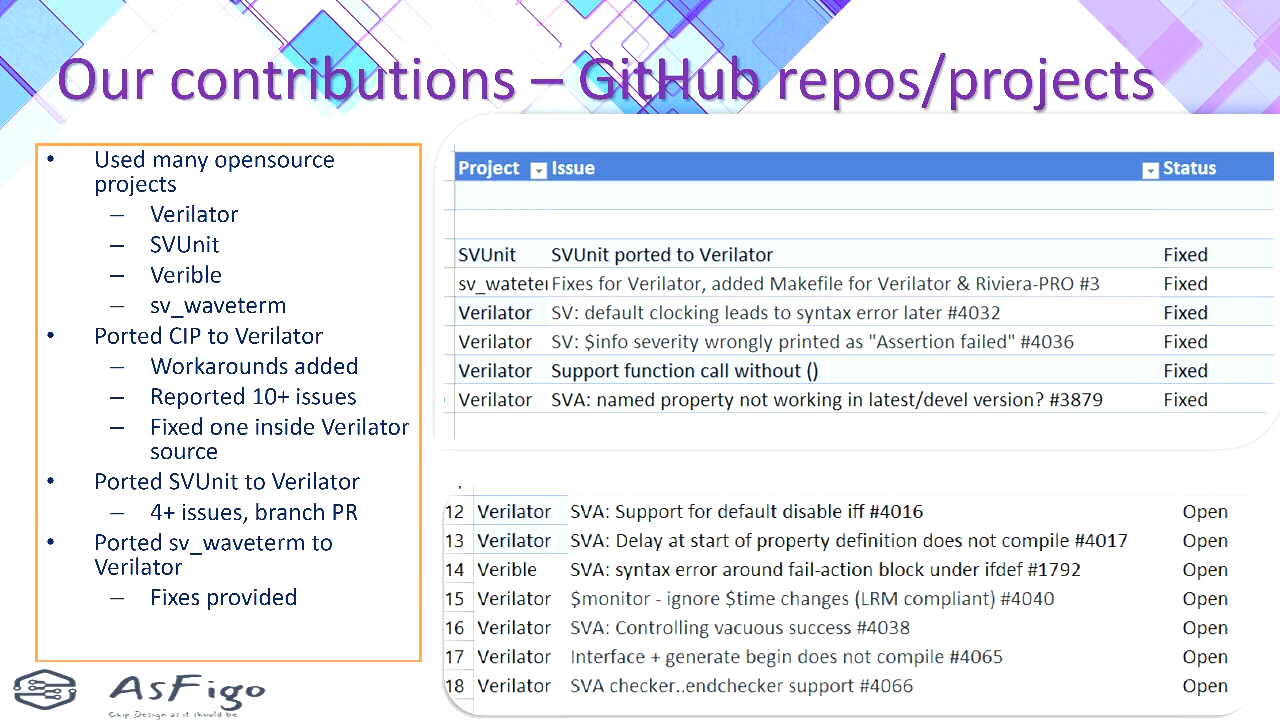 Our contributions – GitHub repos/projects
• Used many opensource
projects
– Verilator
– SVUnit
– Verible
– sv_waveterm
• Ported CIP to Verilator
– Workarounds added
– Reported 10+ issues
– Fixed one inside Verilator
source
• Ported SVUnit to Verilator
– 4+ issues, branch PR
• Ported sv_waveterm to
Verilator
– Fixes provided
Project Issue Status
SVUnit SVUnit ported to Verilator Fixed
sv_wateter Fixes for Verilator, added Makefile for Verilator & Riviera-PRO #3 Fixed
Verilator SV: default clocking leads to syntax error later #4032 Fixed
Verilator SV: $info severity wrongly printed as "Assertion failed" #4036 Fixed
Verilator Support function call without () Fixed
Verilator SVA: named property not working in latest/devel version? #3879 Fixed
12 Verilator SVA: Support for default disable iff #4016 Open
13 Verilator SVA: Delay at start of property definition does not compile #4017 Open
14 Verible SVA: syntax error around fail-action block under ifdef #1792 Open
15 Verilator $monitor - ignore $time changes (LRM compliant) #4040 Open
16 Verilator SVA: Controlling vacuous success #4038 Open
17 Verilator Interface + generate begin does not compile #4065 Open
18 Verilator SVA checker..endchecker support #4066 Open
AsFigo
Chip Design as it should be